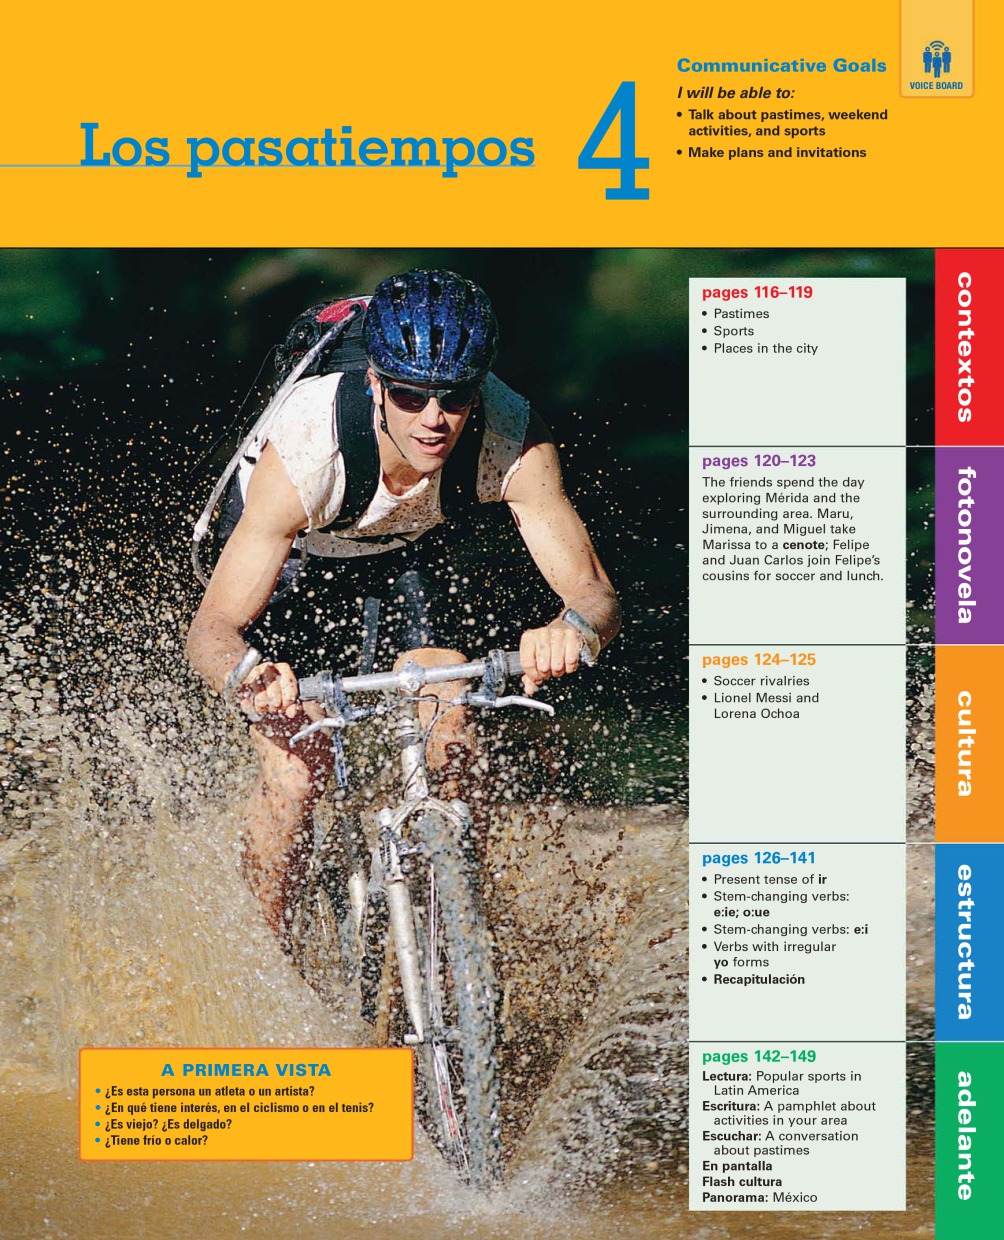 Los pasatiempos
4
Communicative Goals
I will be able to:
• Talk about pastimes, weekend
activities, and sports
• Make plans and invitations
VOICE BOARD
pages 116–119
• Pastimes
• Sports
• Places in the city
contextos
pages 120–123
The friends spend the day
exploring Mérida and the
surrounding area. Maru,
Jimena, and Miguel take
Marissa to a cenote; Felipe
and Juan Carlos join Felipe’s
cousins for soccer and lunch.
fotonovela
pages 124–125
• Soccer rivalries
• Lionel Messi and
Lorena Ochoa
cultura
pages 126–141
• Present tense of ir
• Stem-changing verbs:
e:ie; o:ue
• Stem-changing verbs: e:i
• Verbs with irregular
yo forms
• Recapitulación
estructura
pages 142–149
Lectura: Popular sports in
Latin America
Escritura: A pamphlet about
activities in your area
Escuchar: A conversation
about pastimes
En pantalla
Flash cultura
Panorama: México
adelante
A PRIMERA VISTA
• ¿Es esta persona un atleta o un artista?
• ¿En qué tiene interés, en el ciclismo o en el tenis?
• ¿Es viejo? ¿Es delgado?
• ¿Tiene frío o calor?